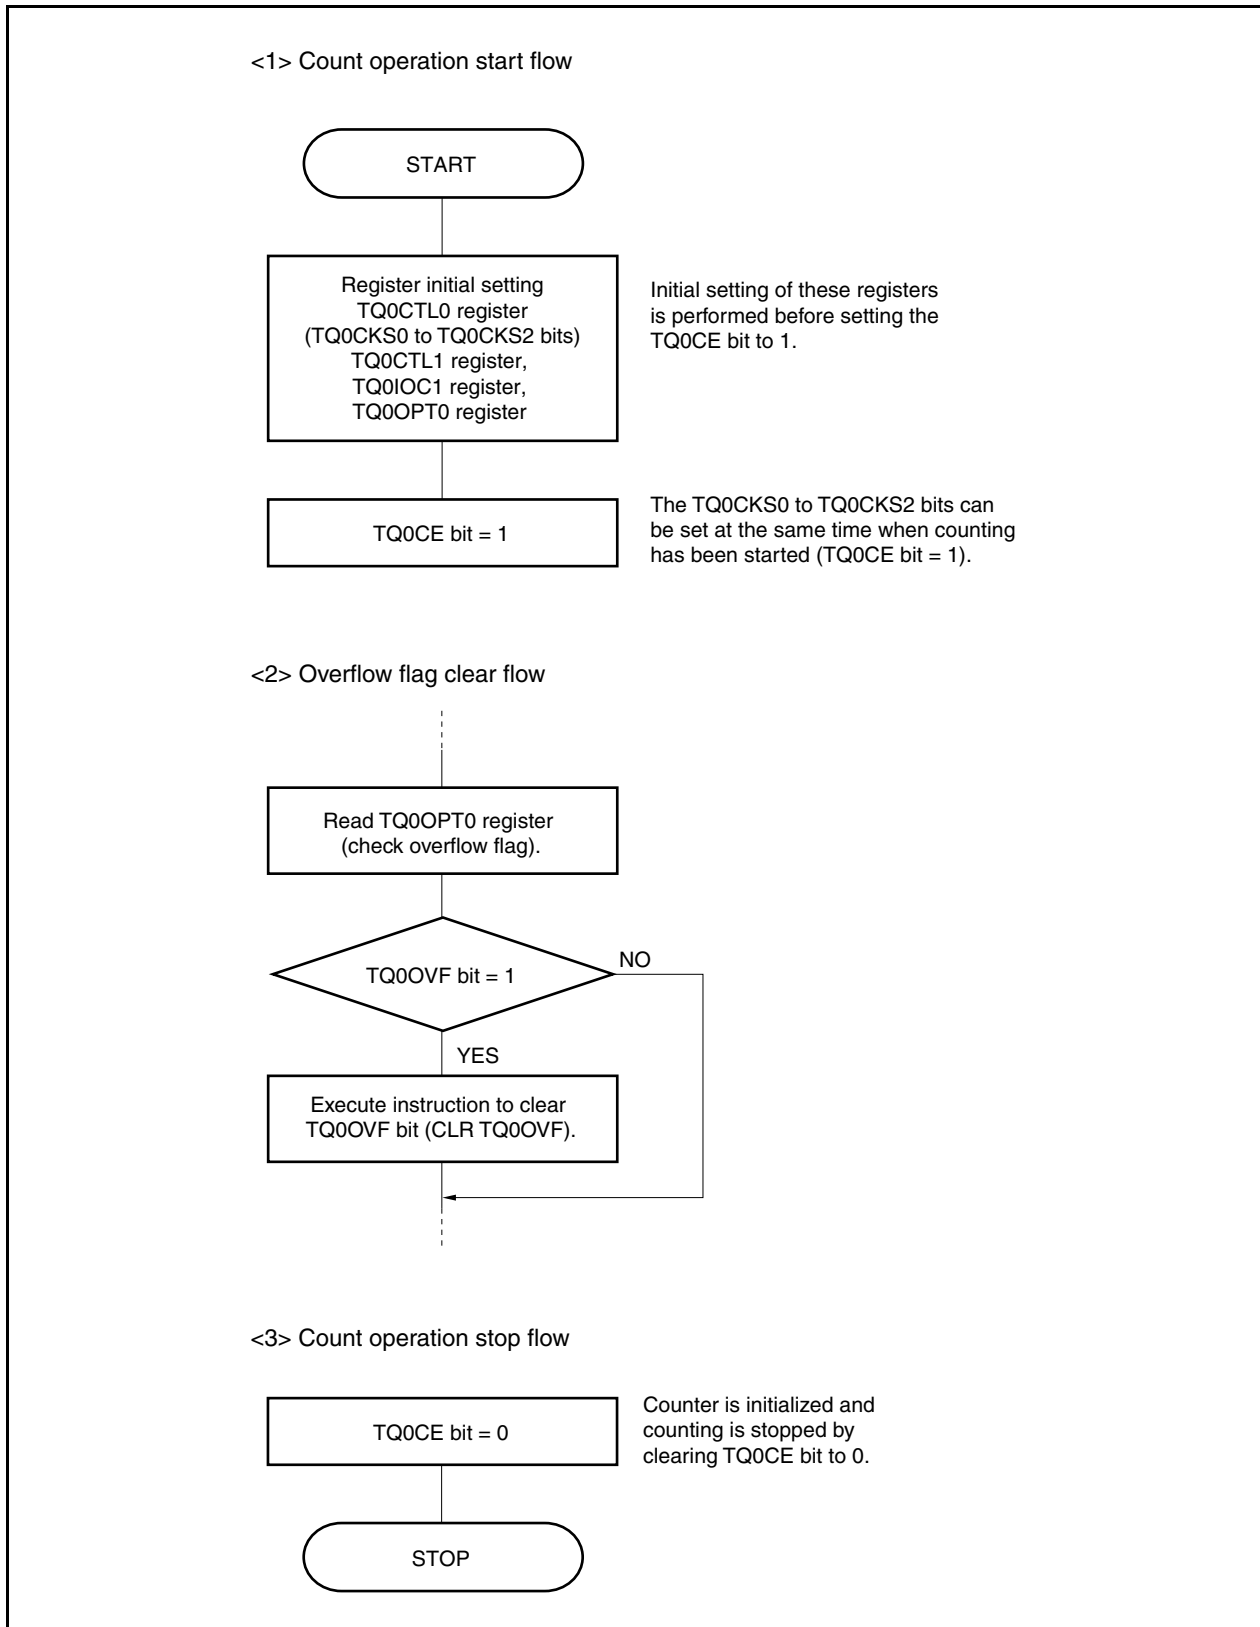 <1> Count operation start flow
START
Register initial setting
TQ0CTL0 register
(TQ0CKS0 to TQ0CKS2 bits)
TQ0CTL1 register,
TQ0IOC1 register,
TQ0OPT0 register
Initial setting of these registers
is performed before setting the
TQ0CE bit to 1.
TQ0CE bit = 1
The TQ0CKS0 to TQ0CKS2 bits can
be set at the same time when counting
has been started (TQ0CE bit = 1).
<2> Overflow flag clear flow
Read TQ0OPT0 register
(check overflow flag).
TQ0OVF bit = 1
NO
YES
Execute instruction to clear
TQ0OVF bit (CLR TQ0OVF).
<3> Count operation stop flow
TQ0CE bit = 0
Counter is initialized and
counting is stopped by
clearing TQ0CE bit to 0.
STOP